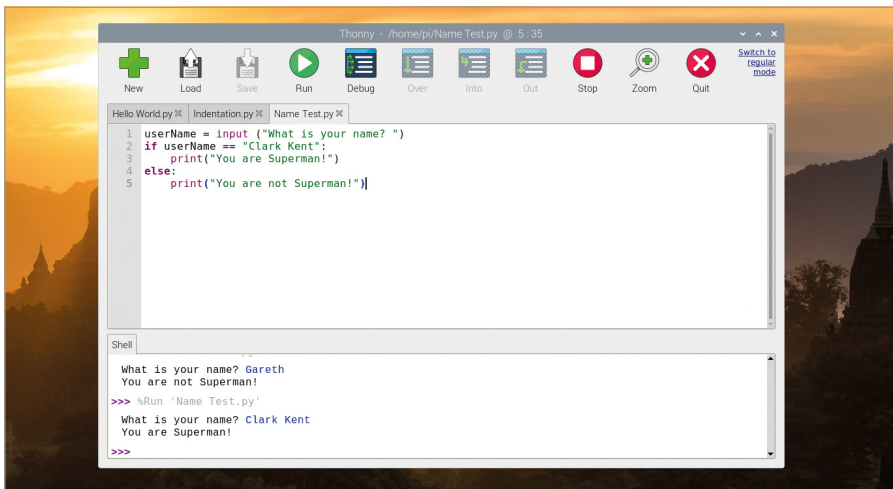 Thonny - /home/pi/Name Test.py @ 5:35
New Load Save Run Debug Over Into Out Stop Zoom Quit
Switch to
regular
mode
Hello World.py Indentation.py Name Test.py
1 userName = input ("What is your name? ")
2 if userName == "Clark Kent":
3     print("You are Superman!")
4 else:
5     print("You are not Superman!")
Shell
What is your name? Gareth
You are not Superman!
>>> %Run 'Name Test.py'
What is your name? Clark Kent
You are Superman!
>>>